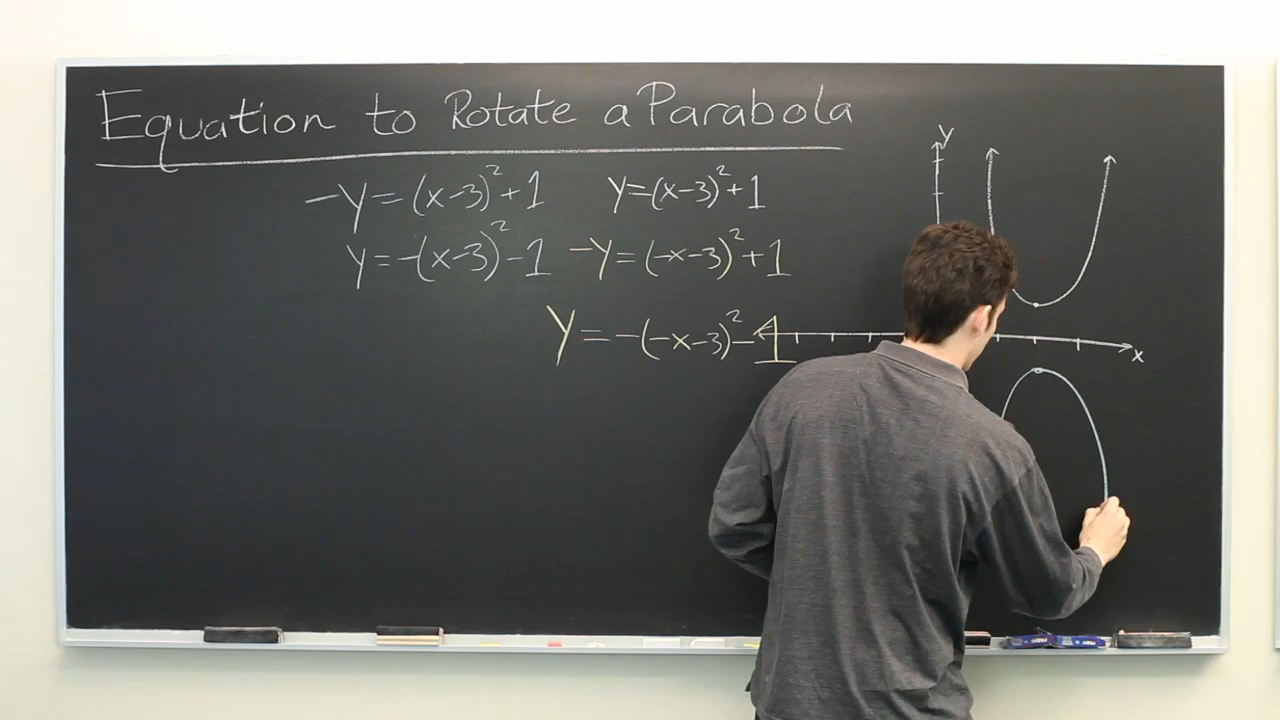 Equation to Rotate a Parabola
-y=(x-3)²+1 y=(x-3)²+1
y=-(x-3)²-1 -y=(-x-3)²+1
y=-(-x-3)²-1
y
x